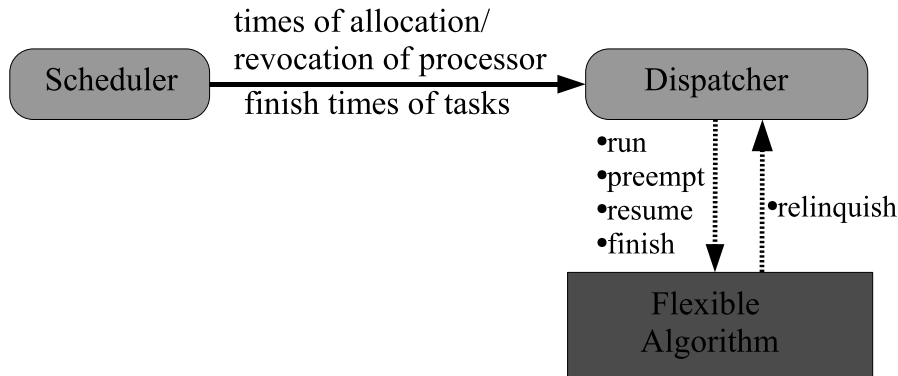 times of allocation/
revocation of processor
Scheduler
Dispatcher
finish times of tasks
•run
•preempt
•resume
•finish
•relinquish
Flexible
Algorithm